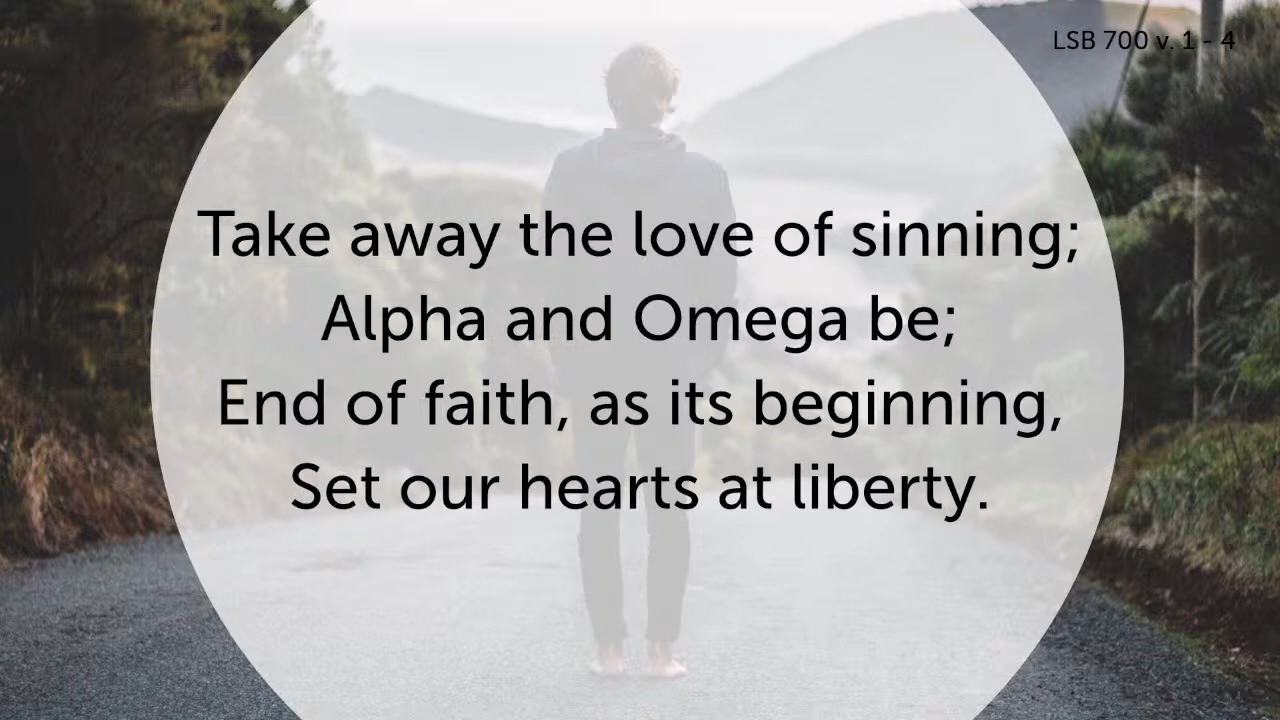 LSB 700 v. 1 - 4
Take away the love of sinning;
Alpha and Omega be;
End of faith, as its beginning,
Set our hearts at liberty.